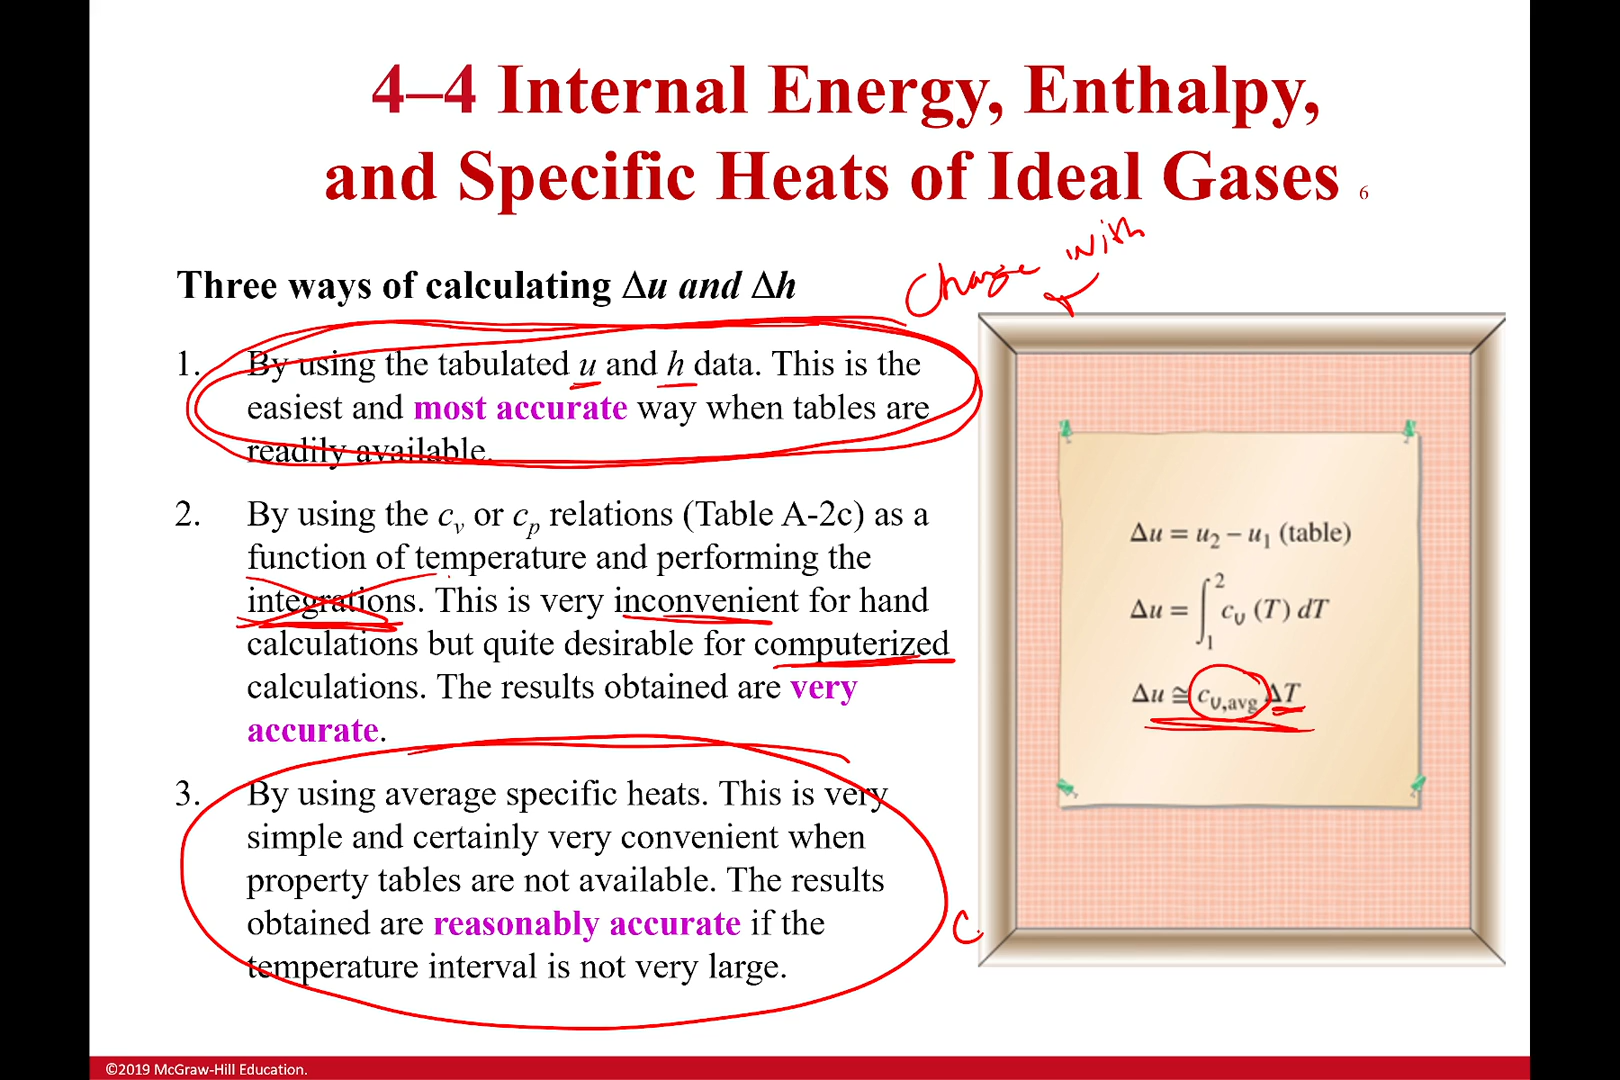 4–4 Internal Energy, Enthalpy,
and Specific Heats of Ideal Gases 6
Change with
Three ways of calculating Δu and Δh
1. By using the tabulated u and h data. This is the
easiest and most accurate way when tables are
readily available.
2. By using the cv or cp relations (Table A-2c) as a
function of temperature and performing the
integrations. This is very inconvenient for hand
calculations but quite desirable for computerized
calculations. The results obtained are very
accurate.
3. By using average specific heats. This is very
simple and certainly very convenient when
property tables are not available. The results
obtained are reasonably accurate if the
temperature interval is not very large.
C
Δu = u2 – u1 (table)
Δu = ∫₁² cυ (T) dT
Δu ≅ cυ,avg ΔT
©2019 McGraw-Hill Education.